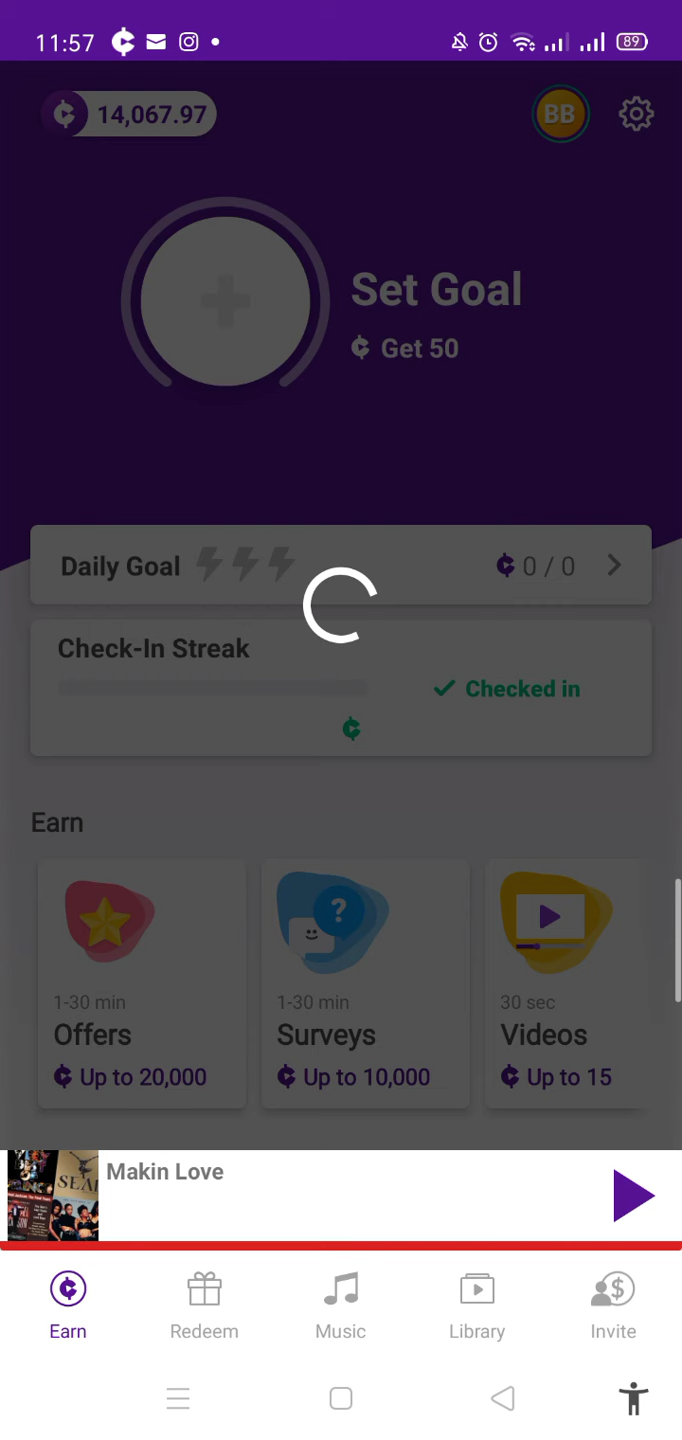 11:57
89
14,067.97
BB
Set Goal
Get 50
Daily Goal
0 / 0
Check-In Streak
Checked in
Earn
1-30 min
Offers
Up to 20,000
1-30 min
Surveys
Up to 10,000
30 sec
Videos
Up to 15
Makin Love
Earn
Redeem
Music
Library
Invite